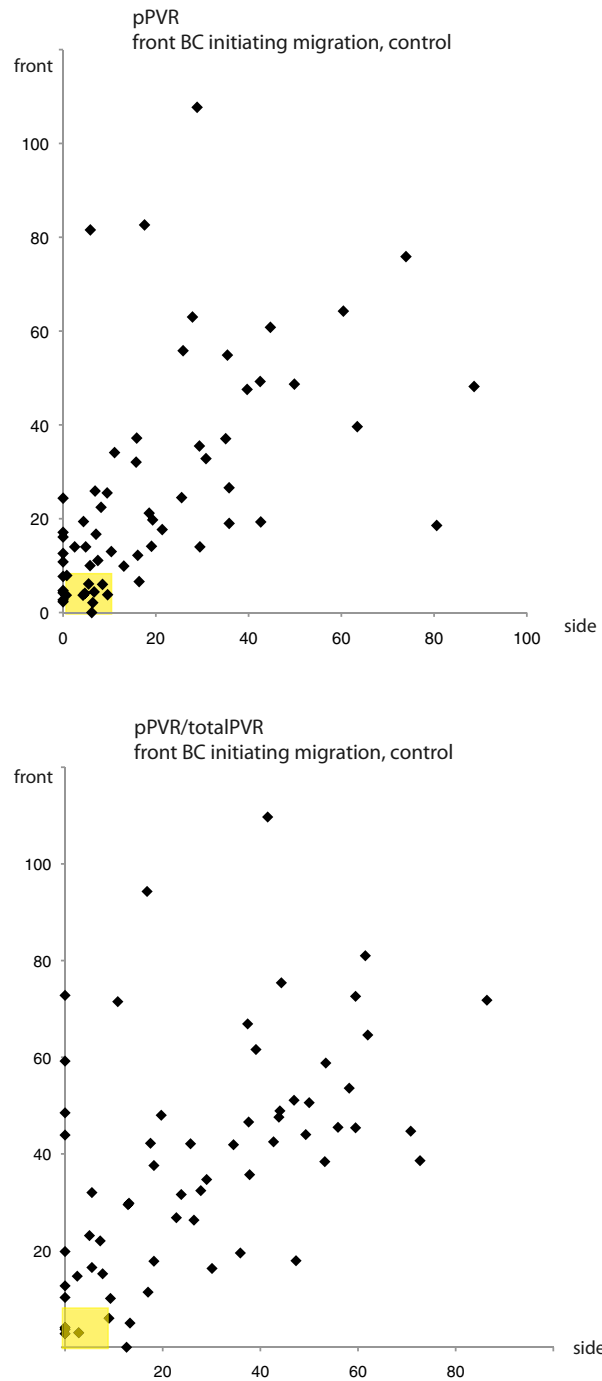 pPVR
front BC initiating migration, control
front
100
80
60
40
20
0
0 20 40 60 80 100
side
pPVR/totalPVR
front BC initiating migration, control
front
100
80
60
40
20
20 40 60 80
side